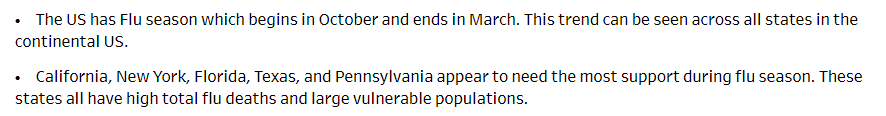 • The US has Flu season which begins in October and ends in March. This trend can be seen across all states in the
continental US.
• California, New York, Florida, Texas, and Pennsylvania appear to need the most support during flu season. These
states all have high total flu deaths and large vulnerable populations.